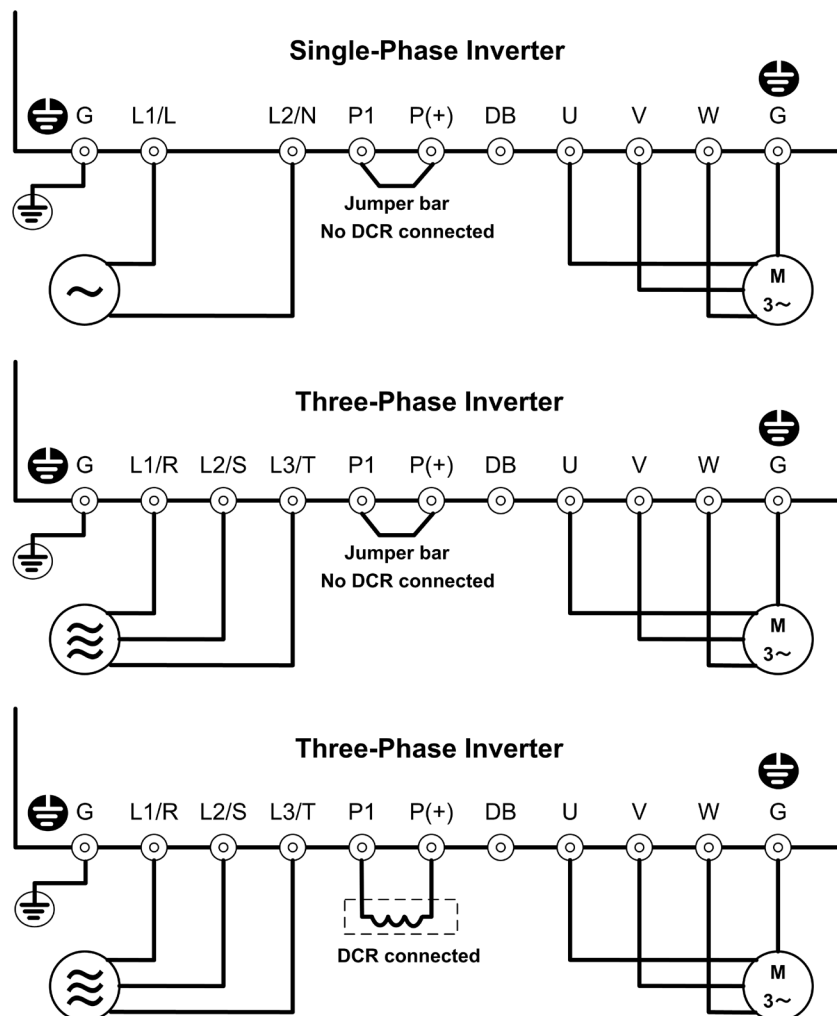 Single-Phase Inverter
G L1/L L2/N P1 P(+) DB U V W G
Jumper bar
No DCR connected
M
3~
Three-Phase Inverter
G L1/R L2/S L3/T P1 P(+) DB U V W G
Jumper bar
No DCR connected
M
3~
Three-Phase Inverter
G L1/R L2/S L3/T P1 P(+) DB U V W G
DCR connected
M
3~